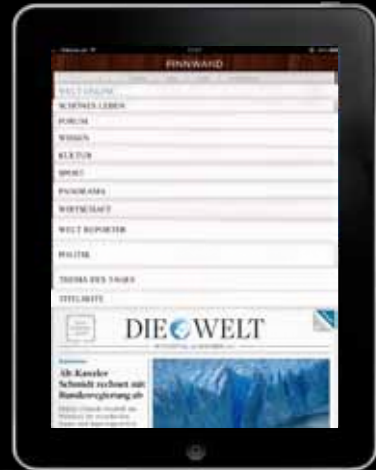 PINNWAND
WELT ONLINE
SCHÖNES LEBEN
FORUM
WISSEN
KULTUR
SPORT
PANORAMA
WIRTSCHAFT
WELT REPORTER
POLITIK
THEMA DES TAGES
TITELSEITE
DIE WELT
Alt-Kanzler
Schmidt rechnet mit
Bundesregierung ab